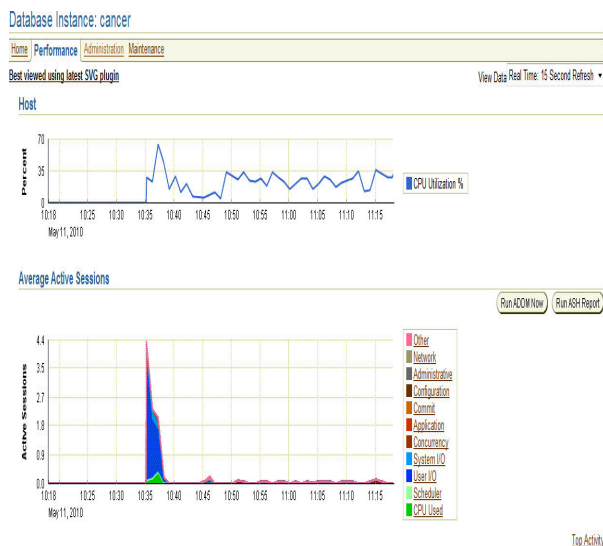 Database Instance: cancer
Home Performance Administration Maintenance
Best viewed using latest SVG plugin
View Data Real Time: 15 Second Refresh
Host
Percent
70
35
0
10:18 10:25 10:30 10:35 10:40 10:45 10:50 10:55 11:00 11:05 11:10 11:15
May 11, 2010
CPU Utilization %
Average Active Sessions
Run ADDM Now Run ASH Report
Active Sessions
4.4
3.5
2.7
1.8
0.9
0.0
10:18 10:25 10:30 10:35 10:40 10:45 10:50 10:55 11:00 11:05 11:10 11:15
May 11, 2010
Other
Network
Administrative
Configuration
Commit
Application
Concurrency
System I/O
User I/O
Scheduler
CPU Used
Top Activity